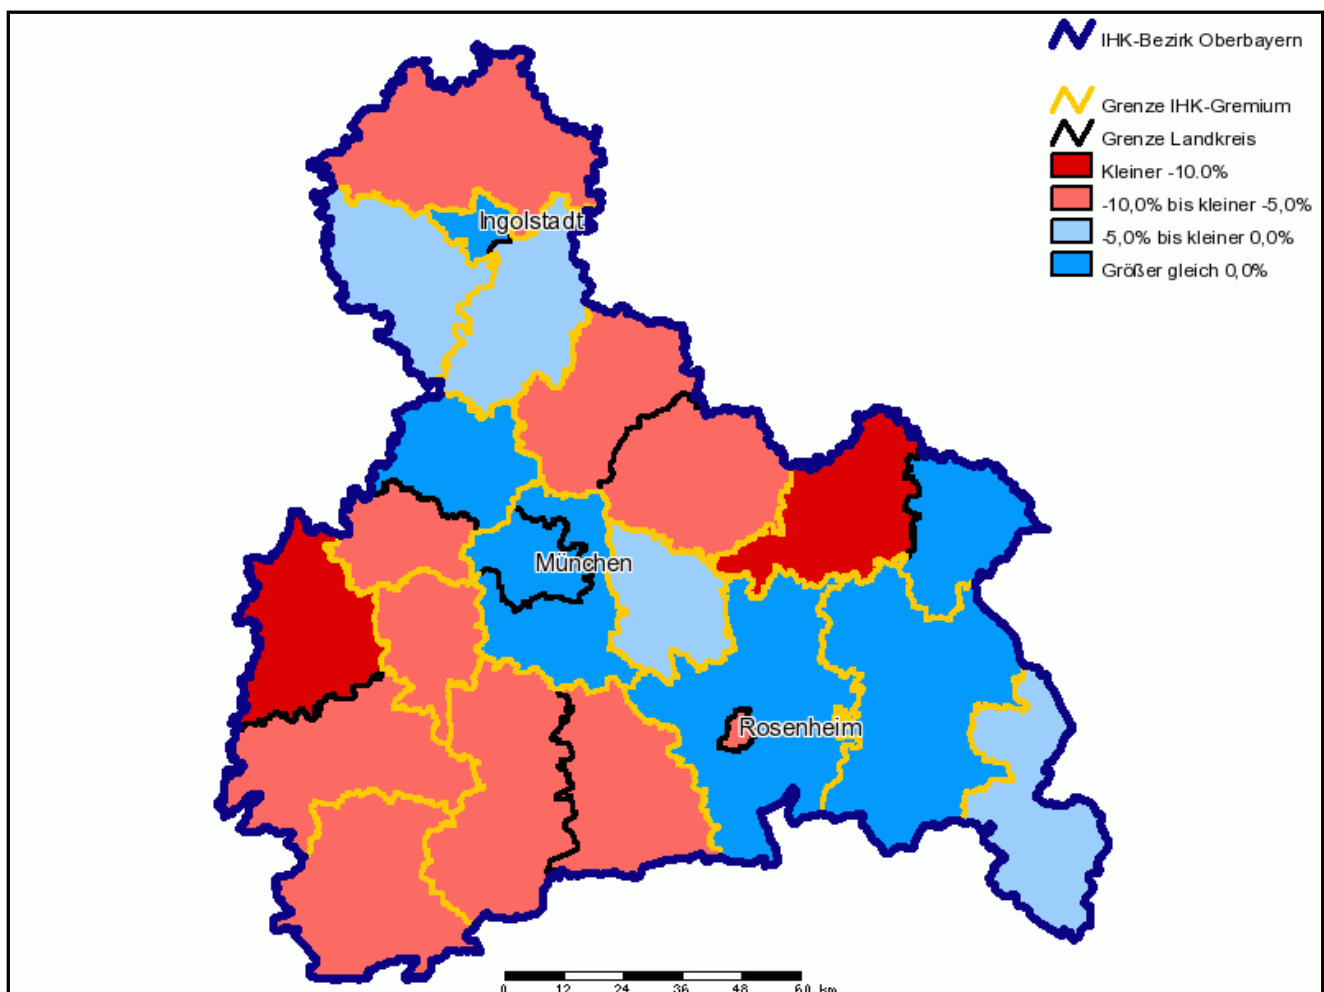 IHK-Bezirk Oberbayern
Grenze IHK-Gremium
Grenze Landkreis
Kleiner -10.0%
-10,0% bis kleiner -5,0%
-5,0% bis kleiner 0,0%
Größer gleich 0,0%
Ingolstadt
München
Rosenheim
0 12 24 36 48 60 km